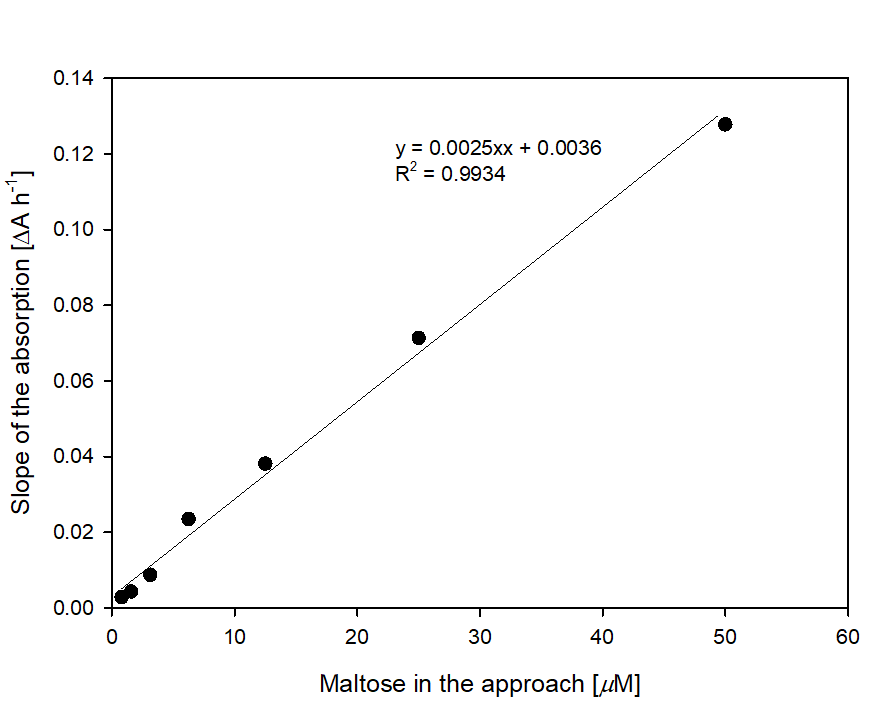 0.14
0.12
0.10
0.08
0.06
0.04
0.02
0.00
Slope of the absorption [ΔA h⁻¹]
y = 0.0025xx + 0.0036
R² = 0.9934
0 10 20 30 40 50 60
Maltose in the approach [μM]